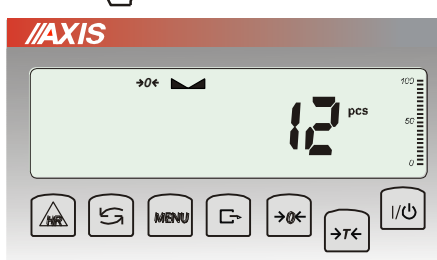 //AXIS
→0←
12 pcs
100
50
0
HR
MENU
→0←
→T←
I/⏻